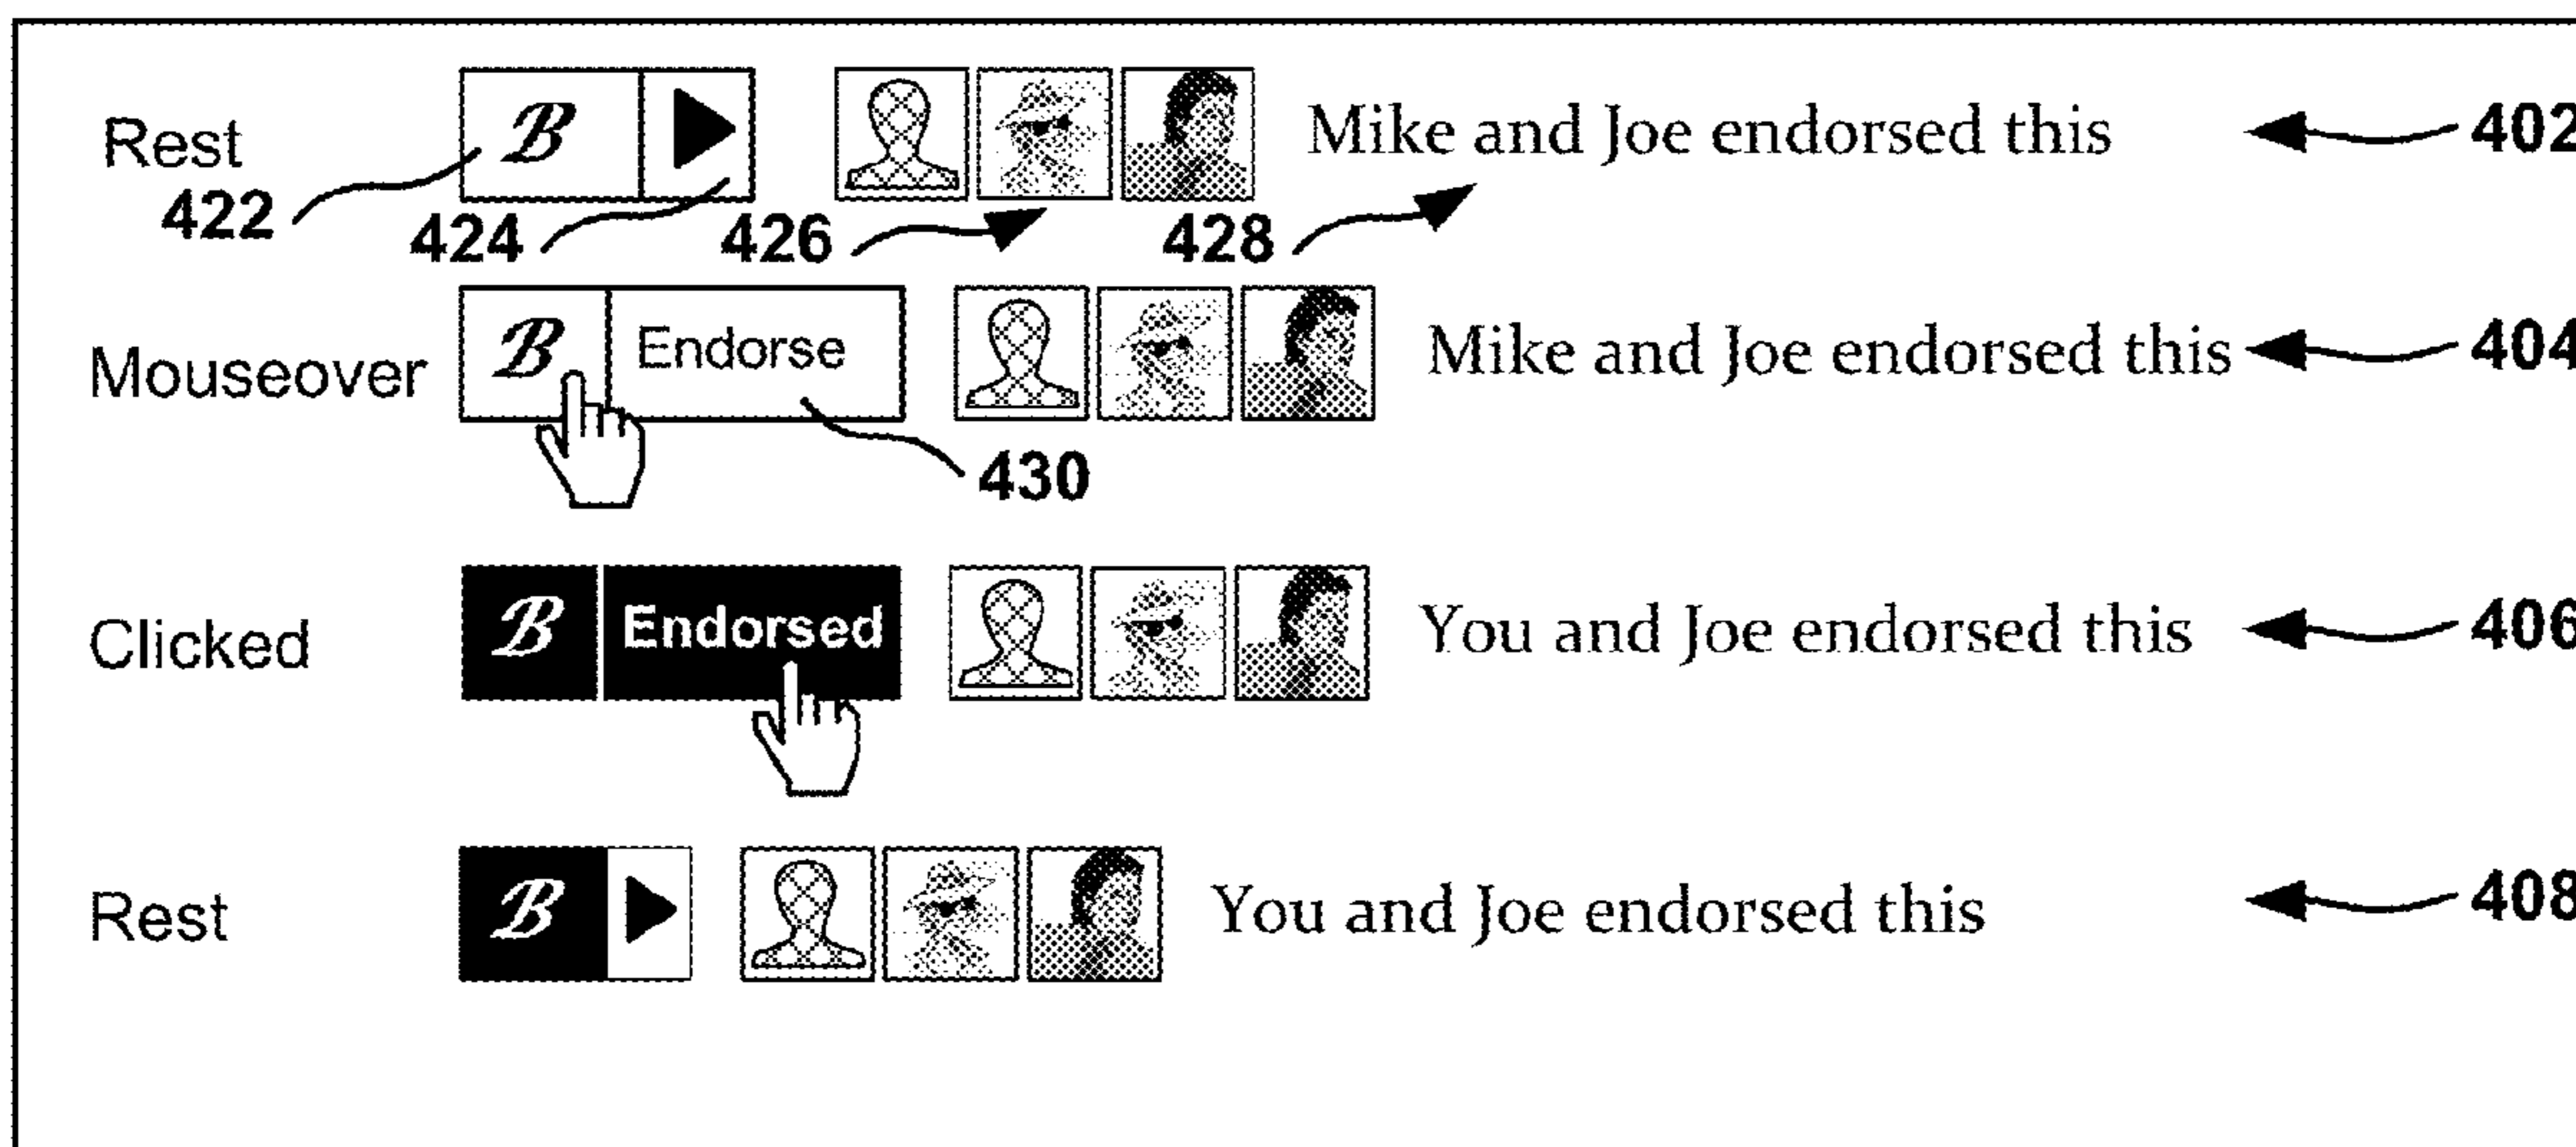 Rest B Mike and Joe endorsed this 402
422 424 426 428
Mouseover B Endorse Mike and Joe endorsed this 404
430
Clicked B Endorsed You and Joe endorsed this 406
Rest B You and Joe endorsed this 408